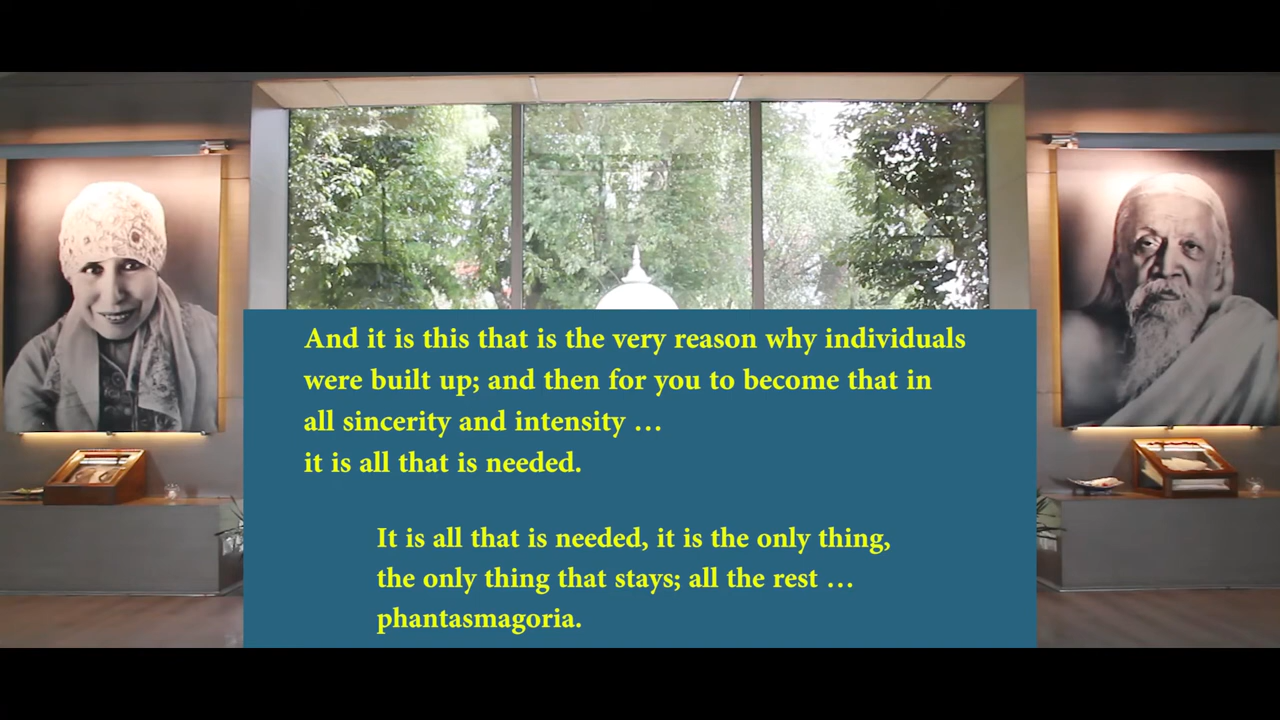 And it is this that is the very reason why individuals
were built up; and then for you to become that in
all sincerity and intensity …
it is all that is needed.
It is all that is needed, it is the only thing,
the only thing that stays; all the rest …
phantasmagoria.